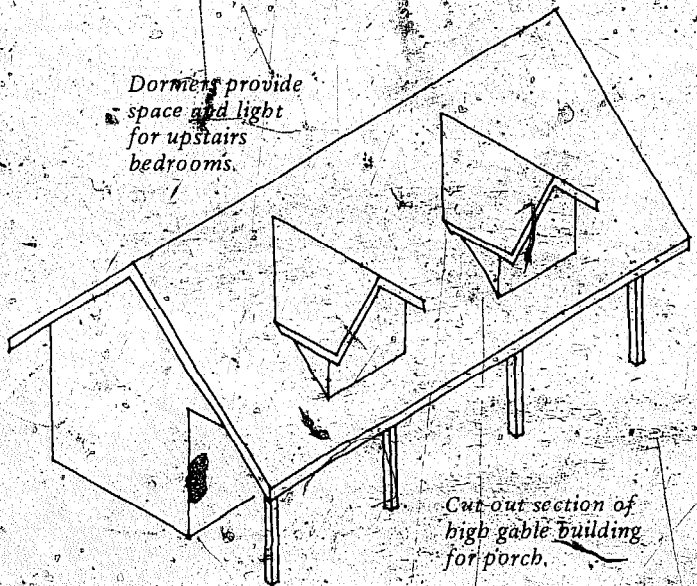 Dormers provide
space and light
for upstairs
bedrooms.
Cut out section of
high gable building
for porch.